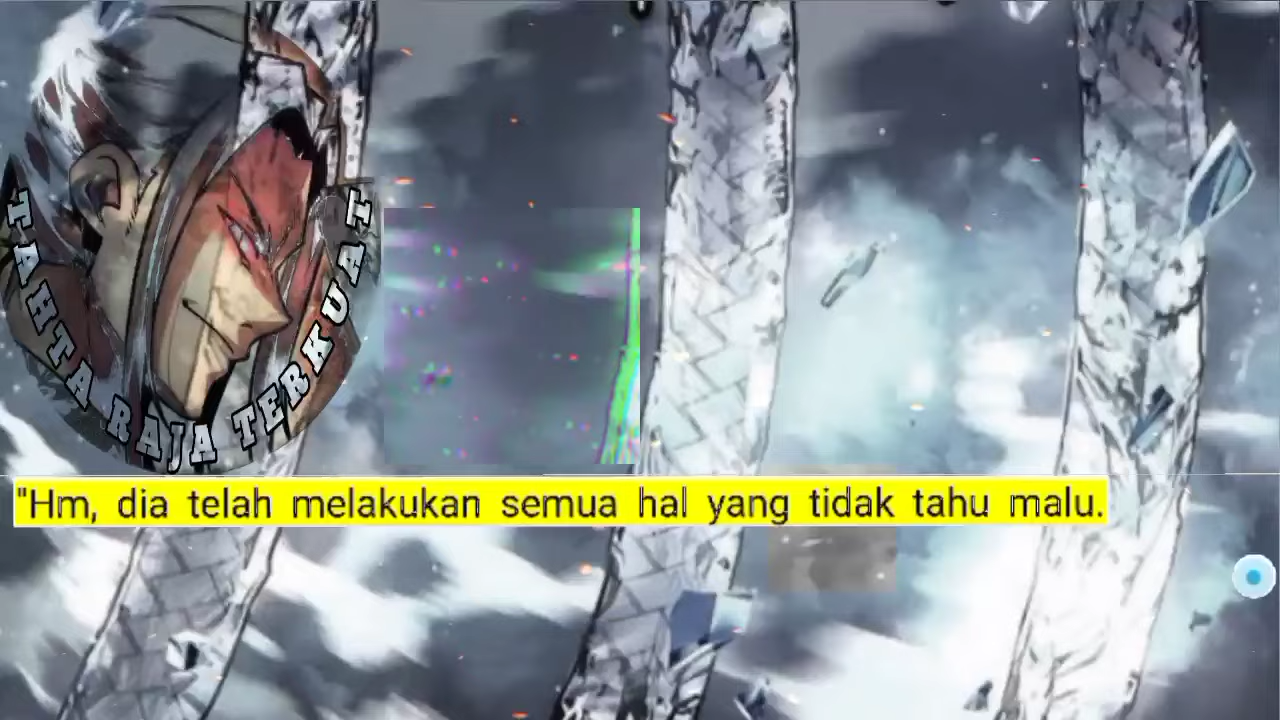 TAHTA RAJA TERKUAT
"Hm, dia telah melakukan semua hal yang tidak tahu malu.